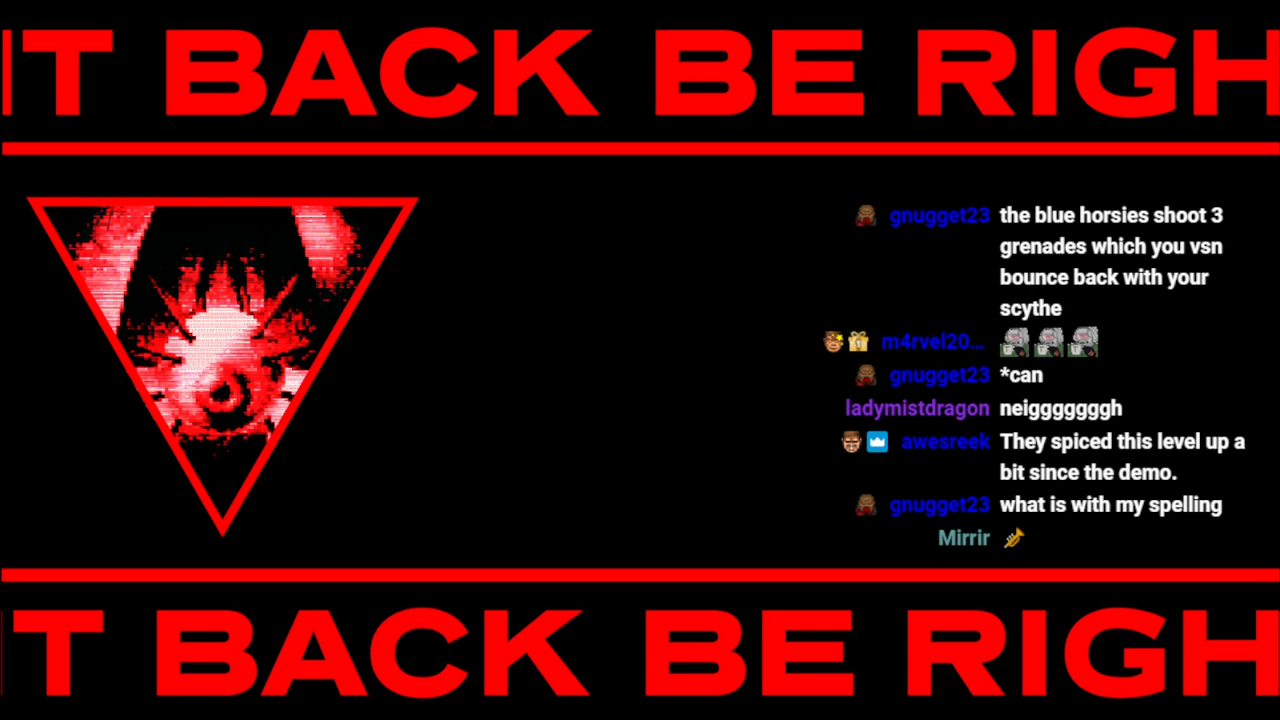 T BACK BE RIGH
gnugget23 the blue horsies shoot 3
grenades which you vsn
bounce back with your
scythe
m4rvel20...
gnugget23 *can
ladymistdragon neigggggggh
awesreek They spiced this level up a
bit since the demo.
gnugget23 what is with my spelling
Mirrir
T BACK BE RIGH